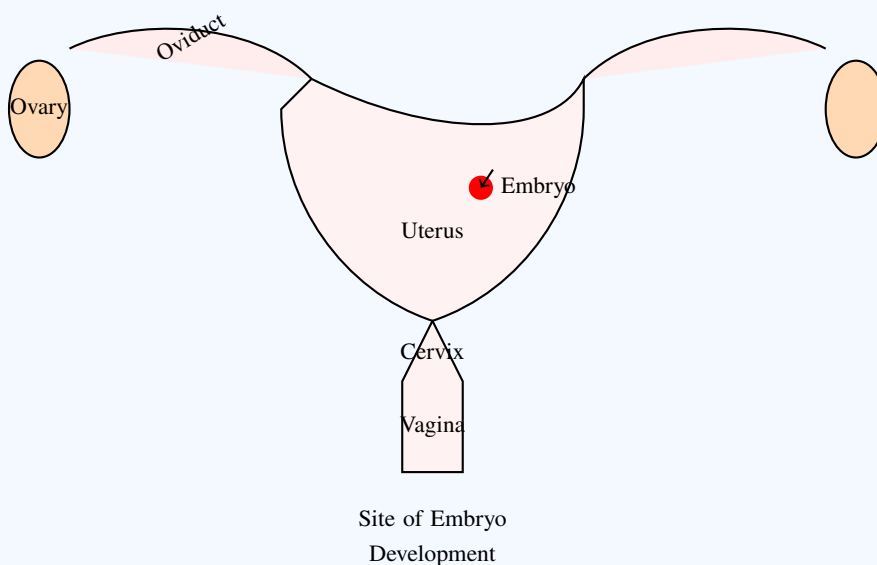 Oviduct
Ovary
Embryo
Uterus
Cervix
Vagina
Site of Embryo
Development